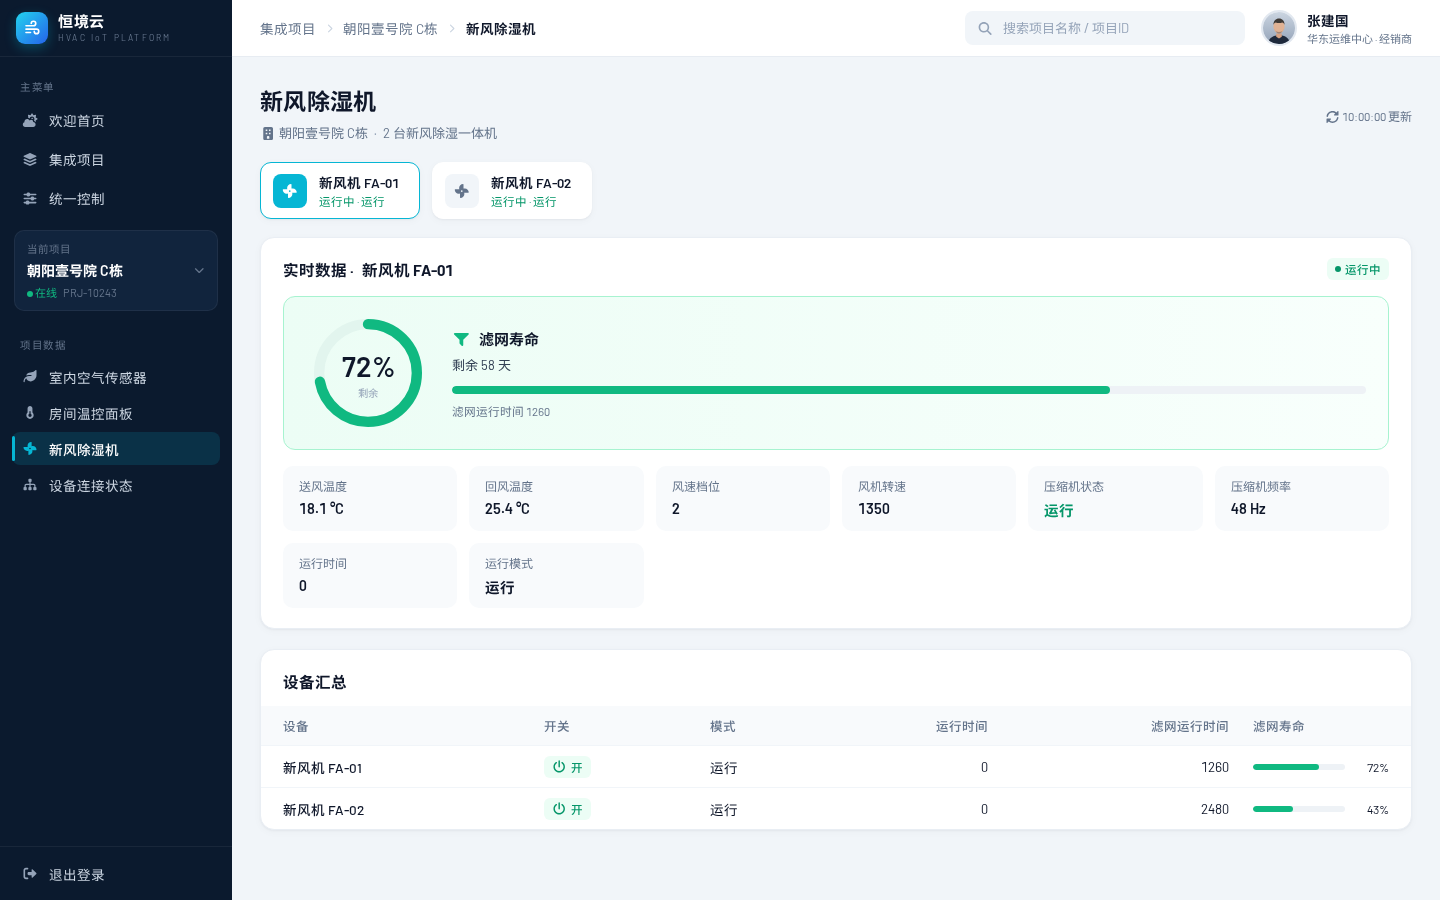 恒境云
HVAC IoT PLATFORM
主菜单
欢迎首页
集成项目
统一控制
当前项目
朝阳壹号院 C栋
在线 PRJ-10243
项目数据
室内空气传感器
房间温控面板
新风除湿机
设备连接状态
退出登录
集成项目 朝阳壹号院 C栋 新风除湿机
搜索项目名称 / 项目ID
张建国
华东运维中心 · 经销商
新风除湿机
朝阳壹号院 C栋 · 2 台新风除湿一体机
10:00:00 更新
新风机 FA-01
运行中 · 运行
新风机 FA-02
运行中 · 运行
实时数据 · 新风机 FA-01
运行中
72%
剩余
滤网寿命
剩余 58 天
滤网运行时间 1260
送风温度
18.1 °C
回风温度
25.4 °C
风速档位
2
风机转速
1350
压缩机状态
运行
压缩机频率
48 Hz
运行时间
0
运行模式
运行
设备汇总
设备 开关 模式 运行时间 滤网运行时间 滤网寿命
新风机 FA-01 开 运行 0 1260 72%
新风机 FA-02 开 运行 0 2480 43%